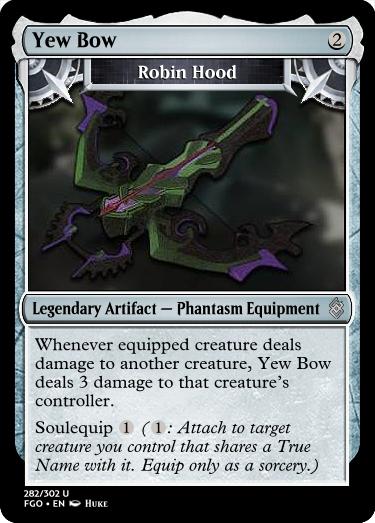 Yew Bow 2
Robin Hood
Legendary Artifact — Phantasm Equipment
Whenever equipped creature deals
damage to another creature, Yew Bow
deals 3 damage to that creature's
controller.
Soulequip 1 ( 1: Attach to target
creature you control that shares a True
Name with it. Equip only as a sorcery.)
282/302 U
FGO • EN Huke